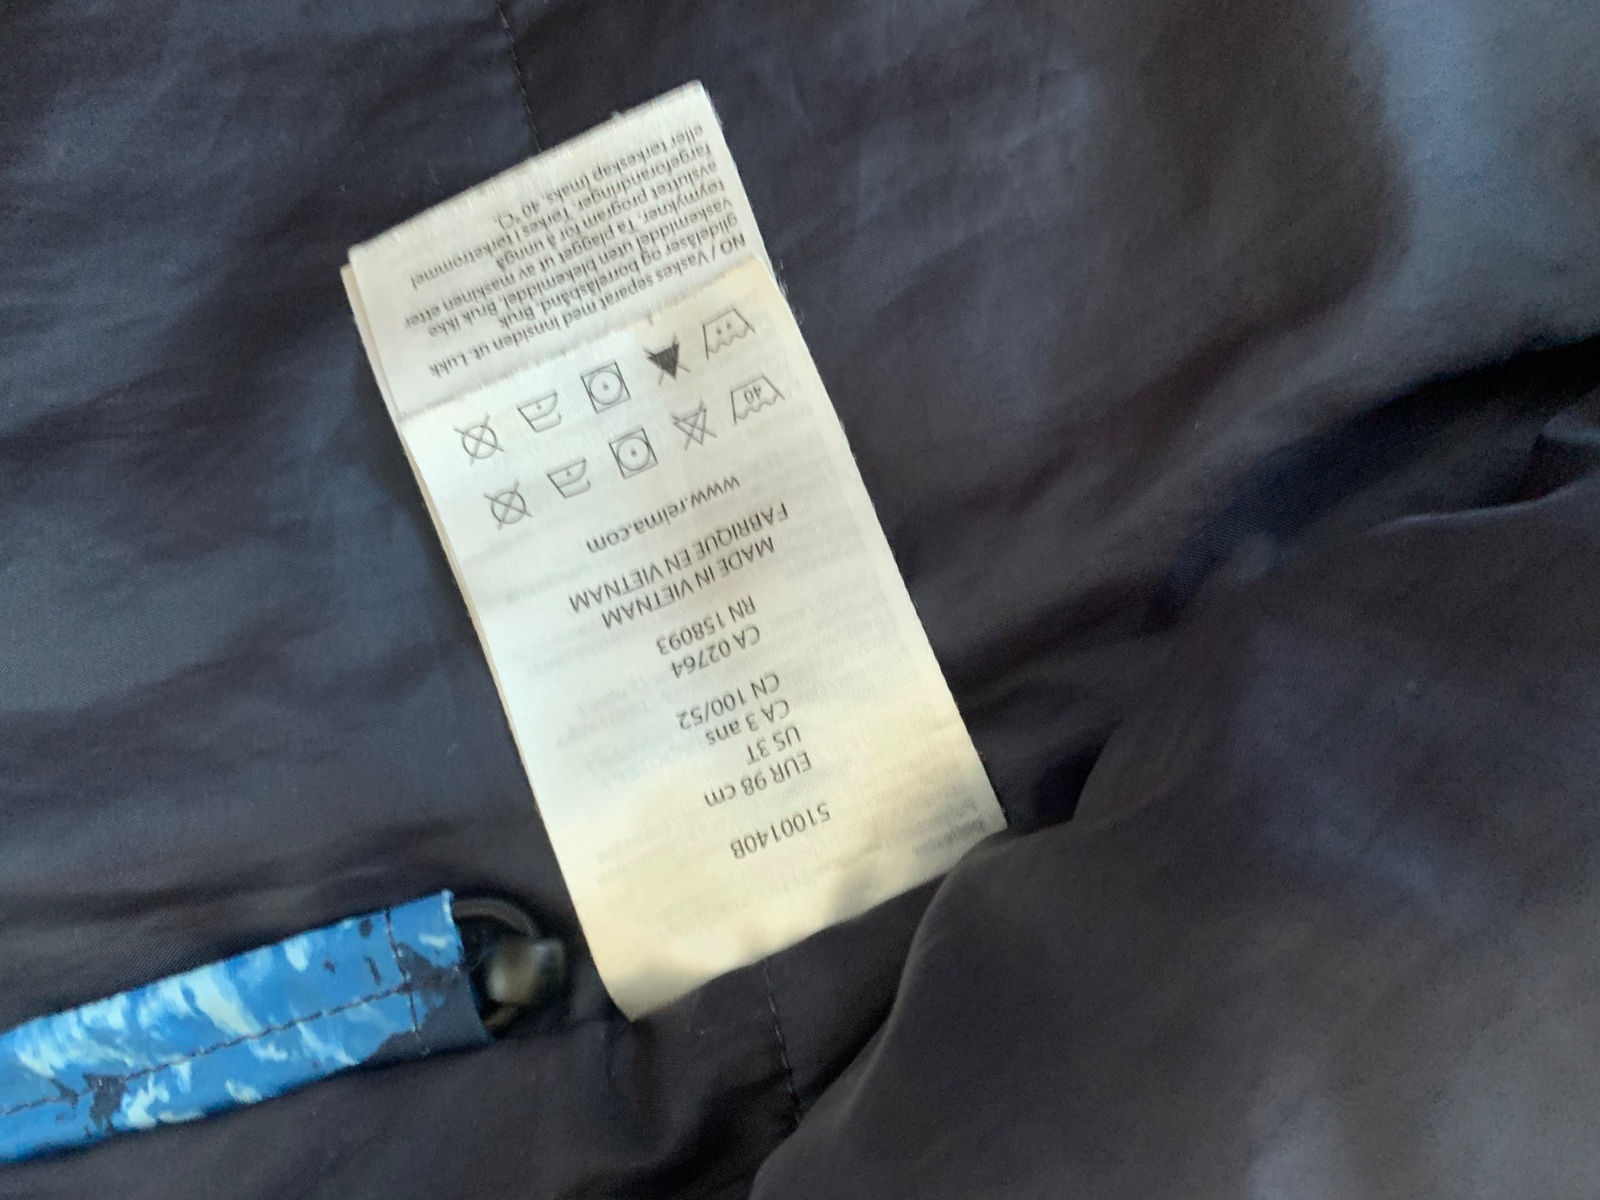 5100140B
EUR 98 cm
US 3T
CA 3 ans
CN 100/52
CA 02764
RN 158093
MADE IN VIETNAM
FABRIQUÉ EN VIETNAM
www.reima.com
40
NO / Vaskes separat med innsiden ut. Lukk
glidelåser og borrelåsbånd. Bruk
vaskemiddel uten blekemiddel. Bruk ikke
tøymykner. Ta plagget ut av maskinen etter
avsluttet program for å unngå
fargeforandringer. Tørkes i tørketrommel
eller tørkeskap (maks. 40 °C).